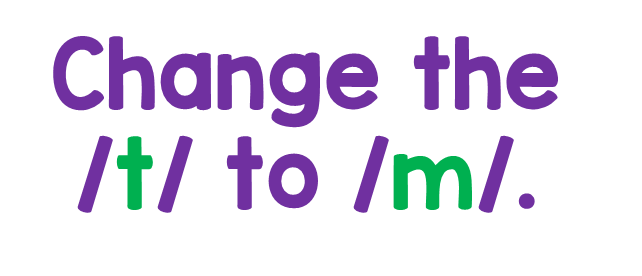 Change the
/t/ to /m/.